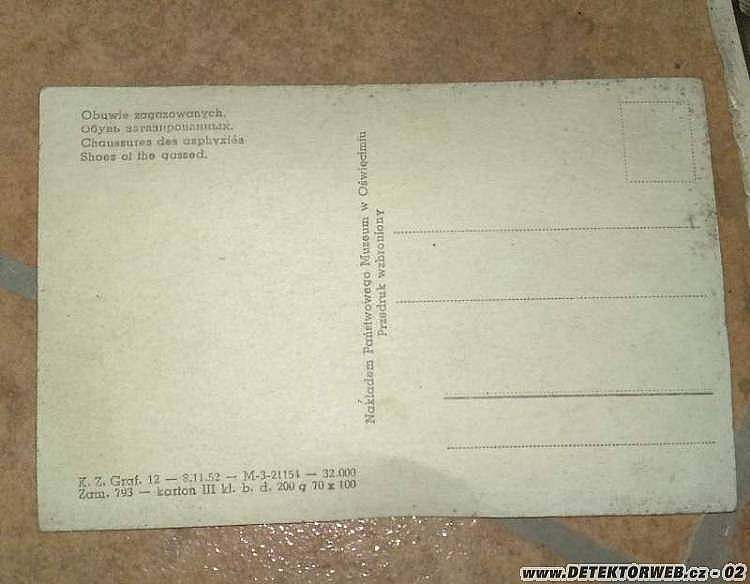 Obuwie zagazowanych.
Обувь загазированных.
Chaussures des asphyxiés
Shoes of the gassed.
Nakładem Państwowego Muzeum w Oświęcimiu
Przedruk wzbroniony
K. Z. Graf. 12 — 8.11.52 — M-3-21154 — 32.000
Zam. 793 — karton III kl. b. d. 200 g 70 x 100
www.DETEKTORWEB.cz - 02